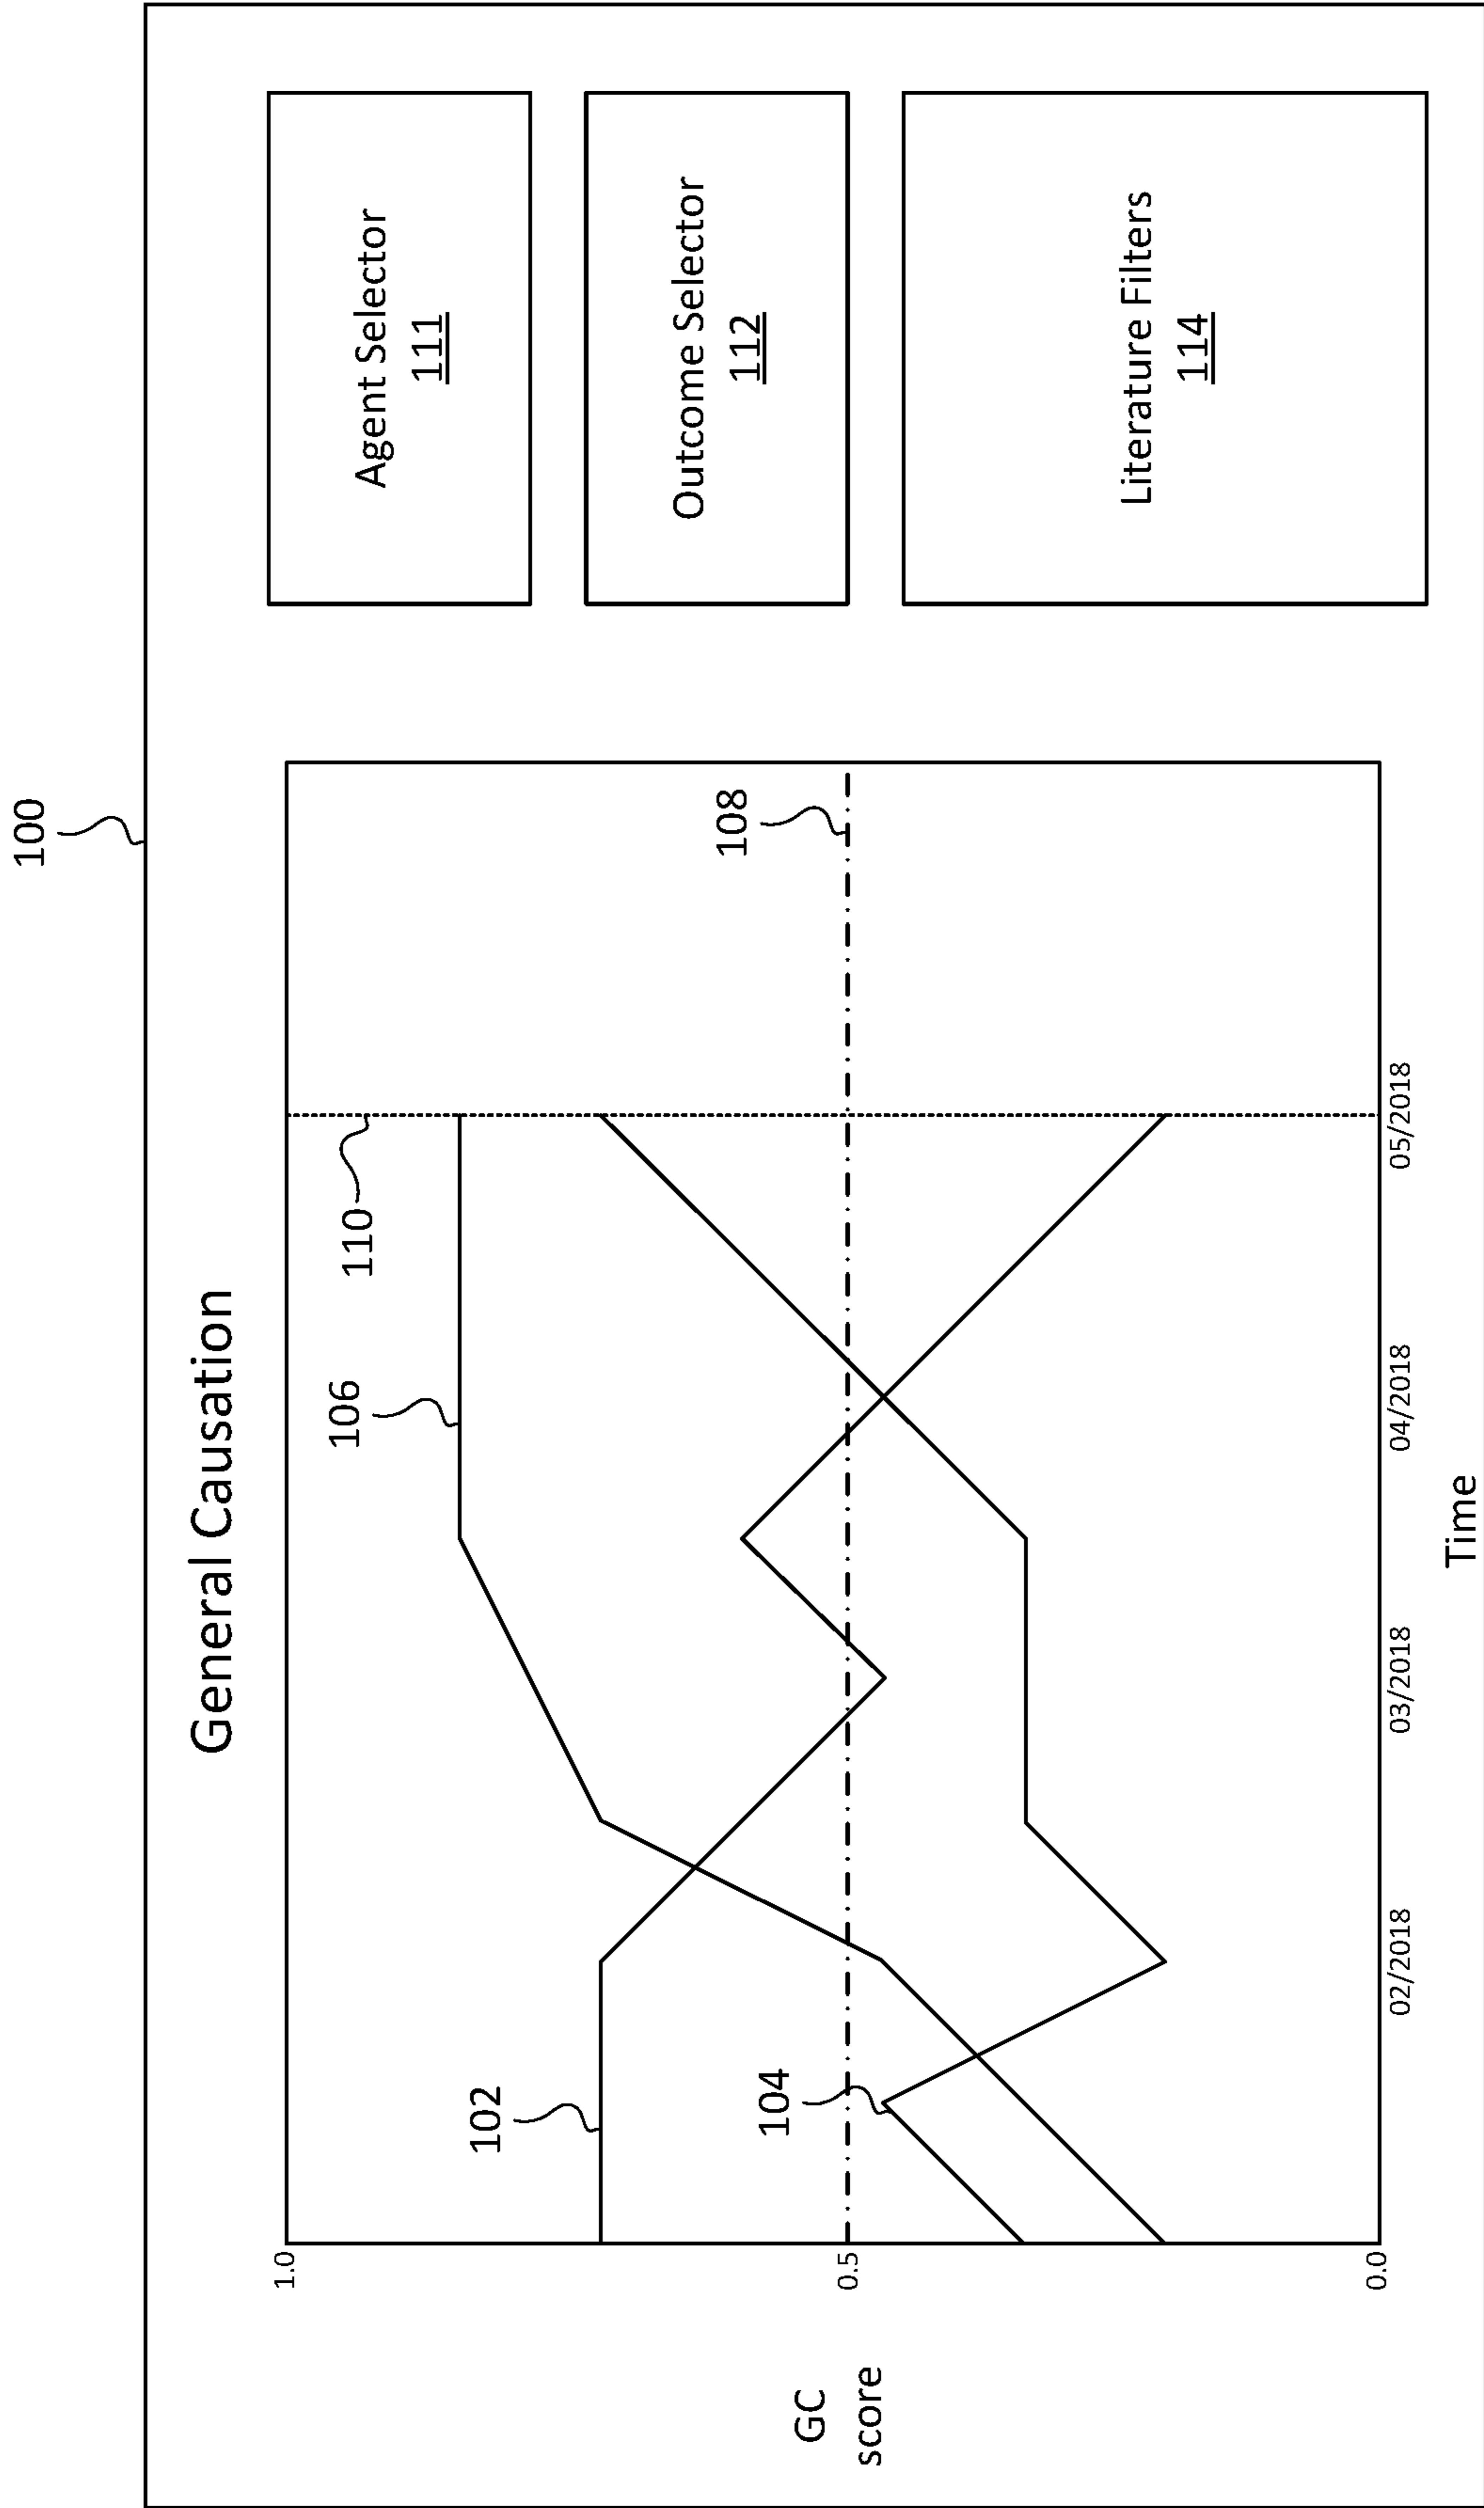 100
General Causation
GC
score
1.0
0.5
0.0
102
104
106
110
108
02/2018
03/2018
04/2018
05/2018
Time
Agent Selector
111
Outcome Selector
112
Literature Filters
114